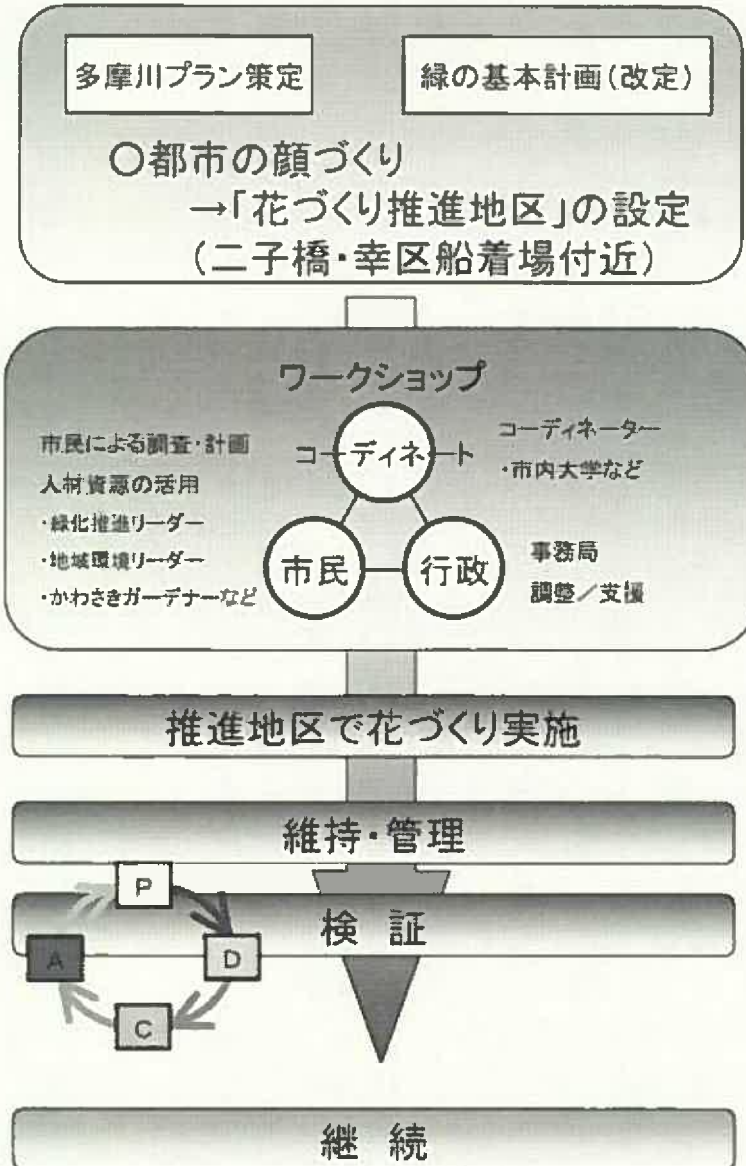 多摩川プラン策定
緑の基本計画(改定)
○都市の顔づくり
→「花づくり推進地区」の設定
(二子橋・幸区船着場付近)
ワークショップ
市民による調査・計画
人材資源の活用
・緑化推進リーダー
・地域環境リーダー
・かわさきガーデナーなど
コーディネート
コーディネーター
・市内大学など
市民
行政
事務局
調整/支援
推進地区で花づくり実施
維持・管理
検 証
P
D
C
A
継 続